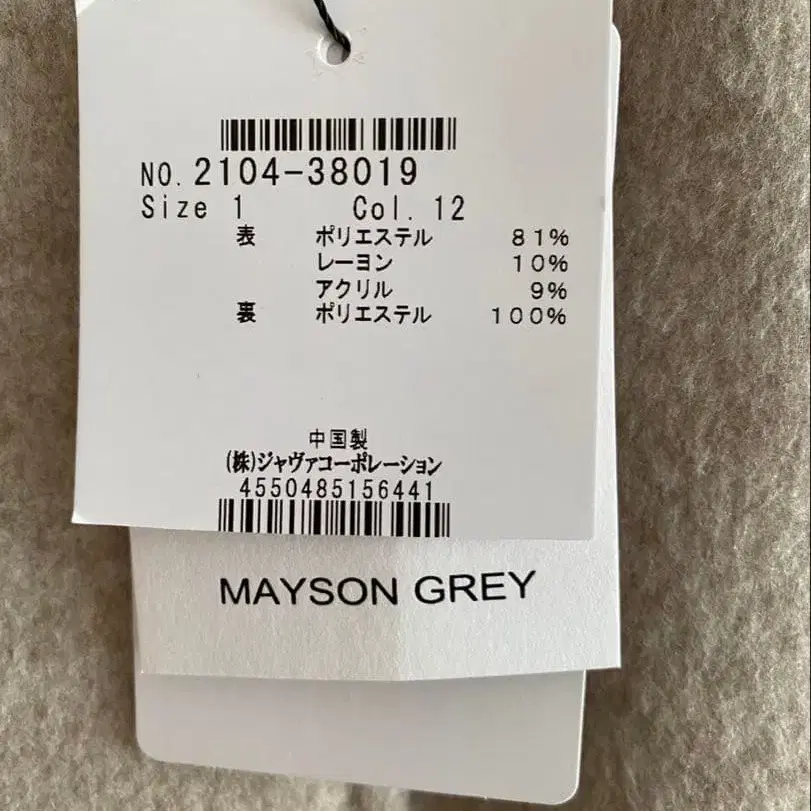 NO. 2104-38019
Size 1 Col. 12
表 ポリエステル 81%
レーヨン 10%
アクリル 9%
裏 ポリエステル 100%
中国製
(株)ジャヴァコーポレーション
4550485156441
MAYSON GREY